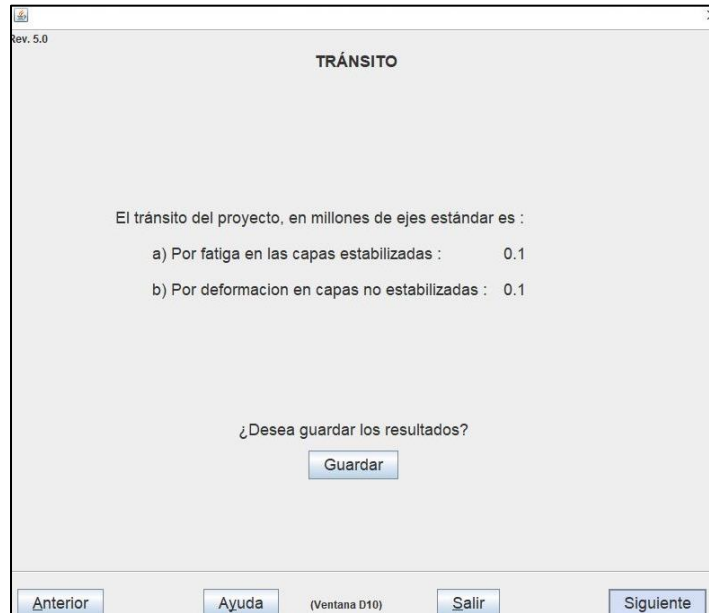 Rev. 5.0
TRÁNSITO
El tránsito del proyecto, en millones de ejes estándar es :
a) Por fatiga en las capas estabilizadas : 0.1
b) Por deformacion en capas no estabilizadas : 0.1
¿Desea guardar los resultados?
Guardar
Anterior Ayuda (Ventana D10) Salir Siguiente